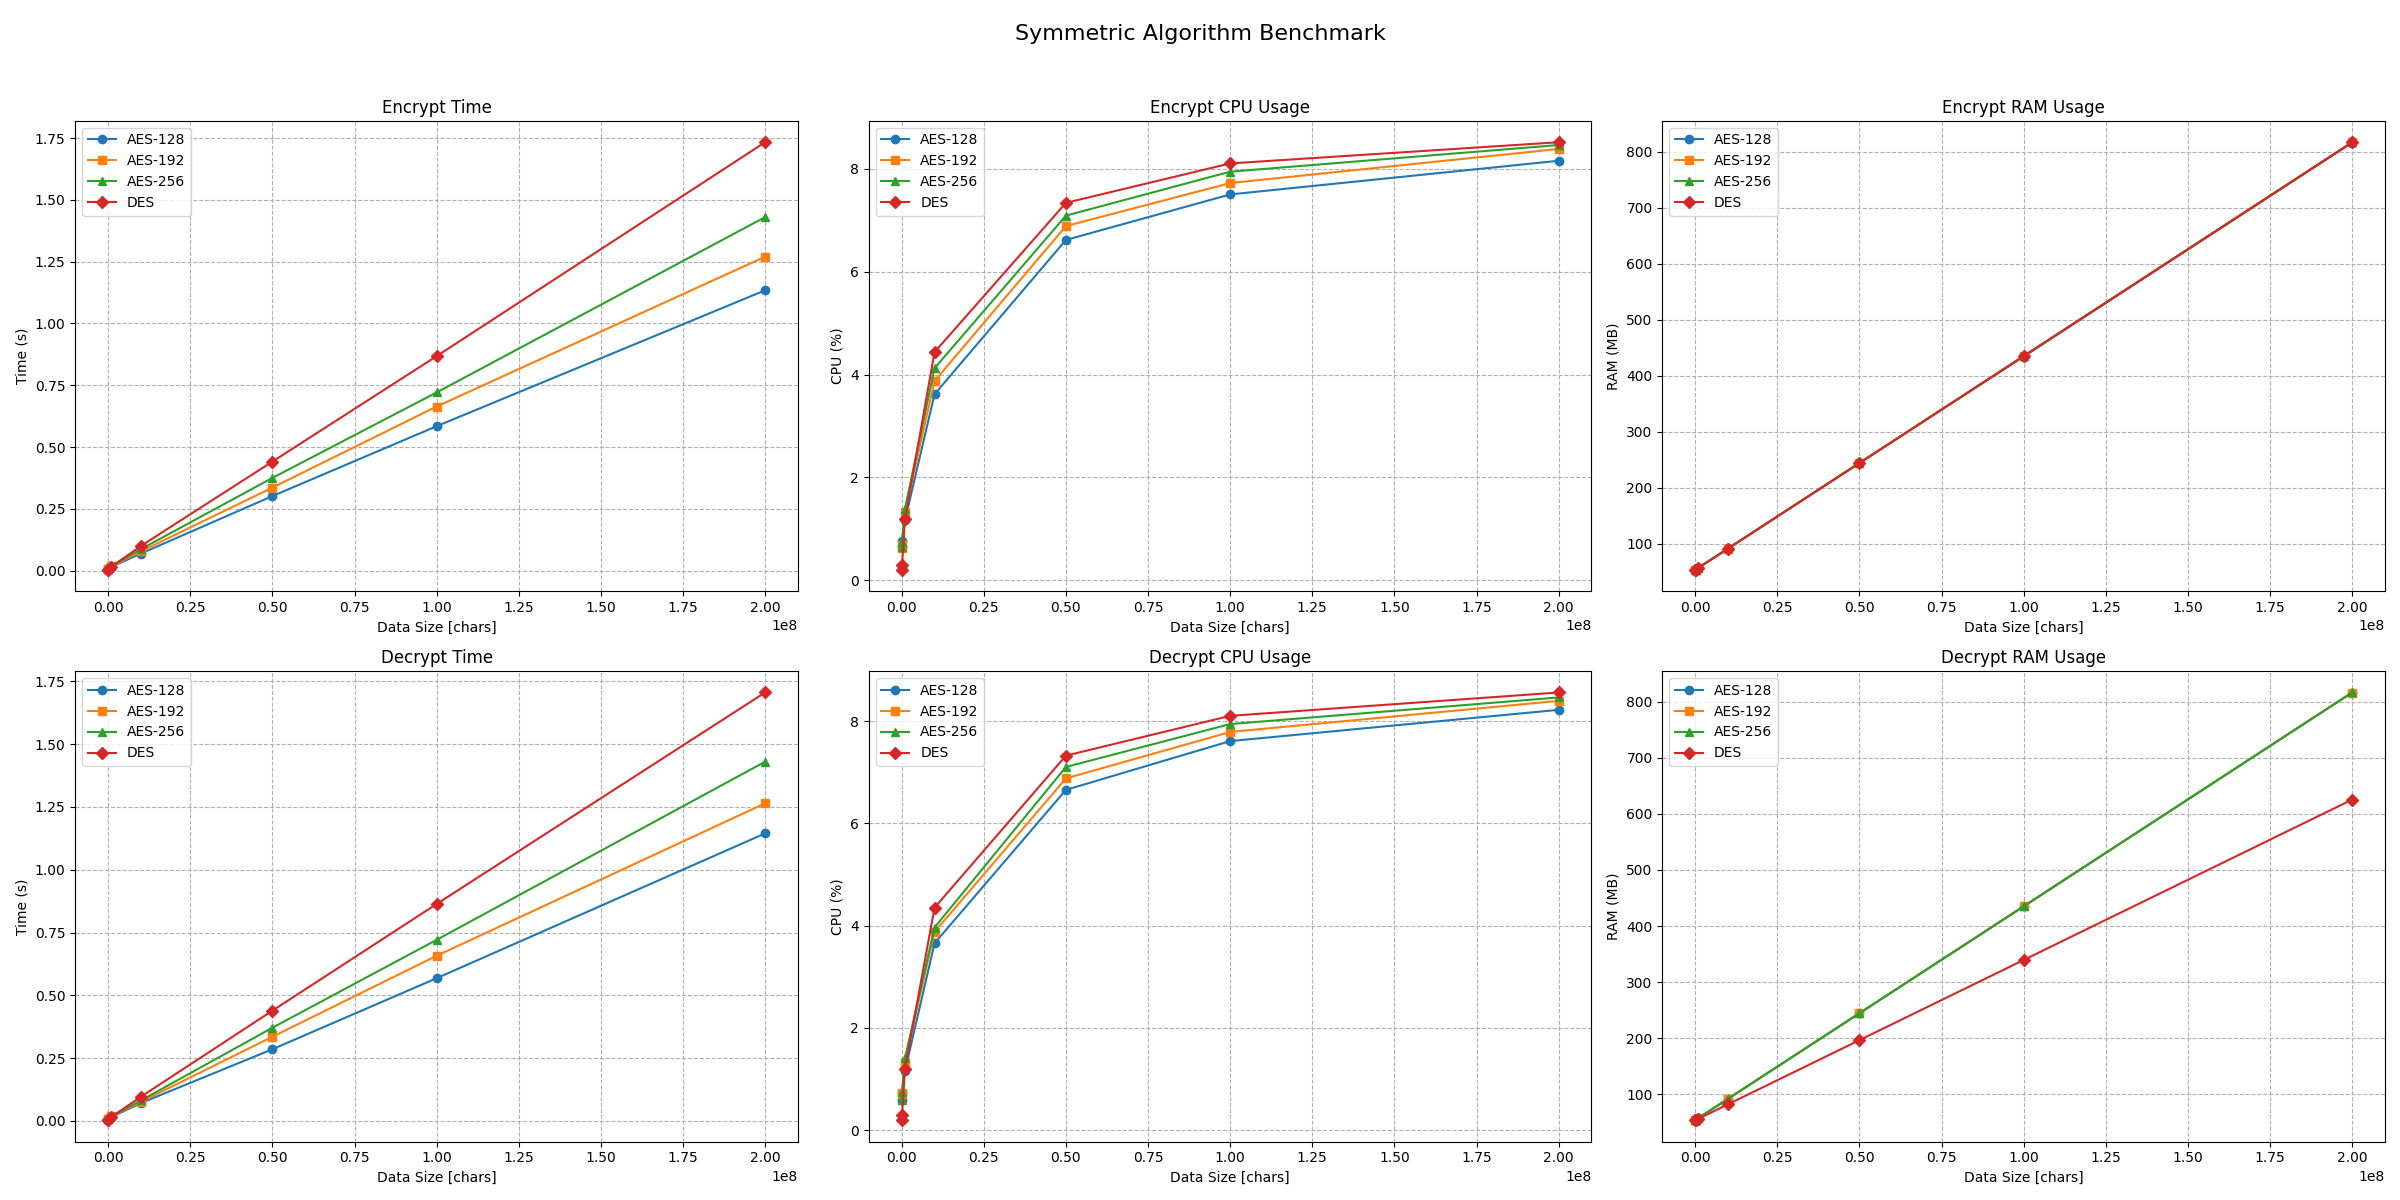 Symmetric Algorithm Benchmark
Encrypt Time
AES-128
AES-192
AES-256
DES
1.75
1.50
1.25
1.00
0.75
0.50
0.25
0.00
Time (s)
0.00 0.25 0.50 0.75 1.00 1.25 1.50 1.75 2.00
1e8
Data Size [chars]
Encrypt CPU Usage
AES-128
AES-192
AES-256
DES
8
6
4
2
0
CPU (%)
0.00 0.25 0.50 0.75 1.00 1.25 1.50 1.75 2.00
1e8
Data Size [chars]
Encrypt RAM Usage
AES-128
AES-192
AES-256
DES
800
700
600
500
400
300
200
100
RAM (MB)
0.00 0.25 0.50 0.75 1.00 1.25 1.50 1.75 2.00
1e8
Data Size [chars]
Decrypt Time
AES-128
AES-192
AES-256
DES
1.75
1.50
1.25
1.00
0.75
0.50
0.25
0.00
Time (s)
0.00 0.25 0.50 0.75 1.00 1.25 1.50 1.75 2.00
1e8
Data Size [chars]
Decrypt CPU Usage
AES-128
AES-192
AES-256
DES
8
6
4
2
0
CPU (%)
0.00 0.25 0.50 0.75 1.00 1.25 1.50 1.75 2.00
1e8
Data Size [chars]
Decrypt RAM Usage
AES-128
AES-192
AES-256
DES
800
700
600
500
400
300
200
100
RAM (MB)
0.00 0.25 0.50 0.75 1.00 1.25 1.50 1.75 2.00
1e8
Data Size [chars]